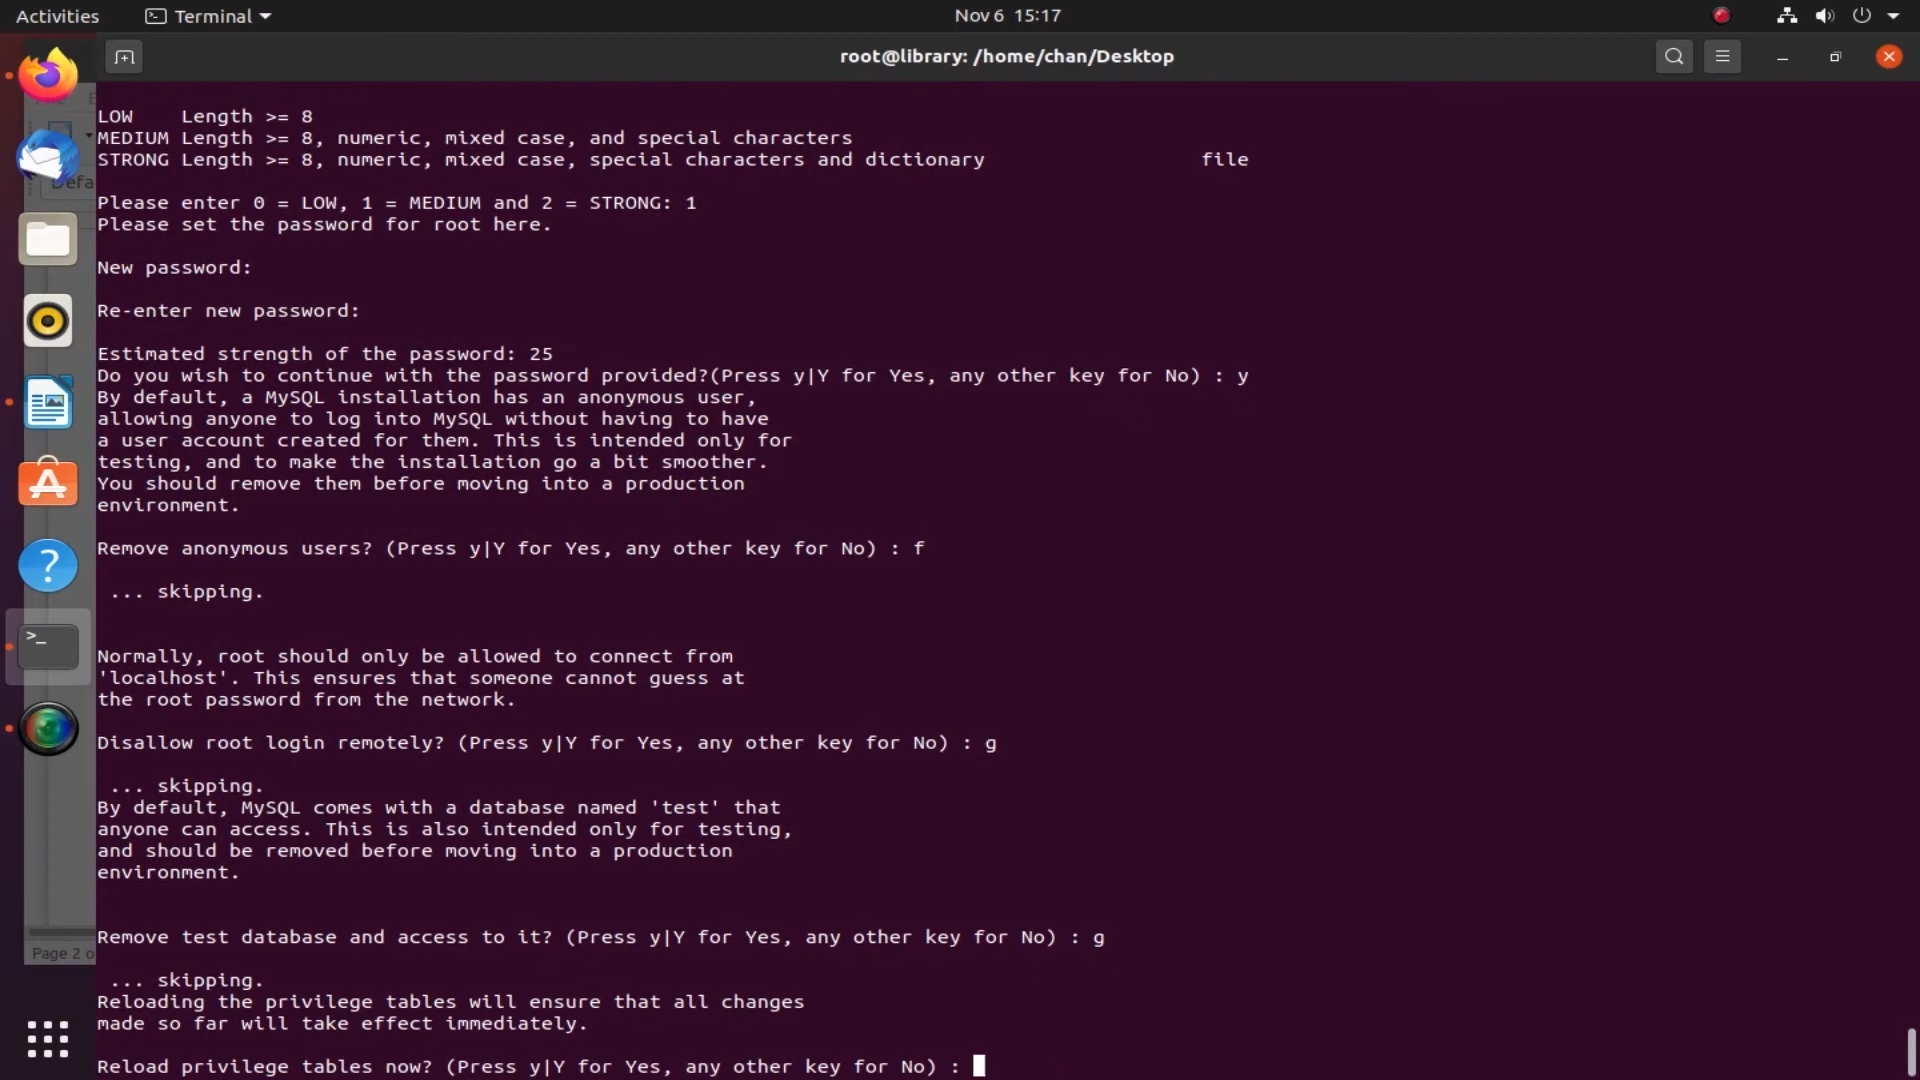 Activities
Terminal
Nov 6 15:17
root@library: /home/chan/Desktop
LOW Length >= 8
MEDIUM Length >= 8, numeric, mixed case, and special characters
STRONG Length >= 8, numeric, mixed case, special characters and dictionary file
Please enter 0 = LOW, 1 = MEDIUM and 2 = STRONG: 1
Please set the password for root here.
New password:
Re-enter new password:
Estimated strength of the password: 25
Do you wish to continue with the password provided?(Press y|Y for Yes, any other key for No) : y
By default, a MySQL installation has an anonymous user,
allowing anyone to log into MySQL without having to have
a user account created for them. This is intended only for
testing, and to make the installation go a bit smoother.
You should remove them before moving into a production
environment.
Remove anonymous users? (Press y|Y for Yes, any other key for No) : f
... skipping.
Normally, root should only be allowed to connect from
'localhost'. This ensures that someone cannot guess at
the root password from the network.
Disallow root login remotely? (Press y|Y for Yes, any other key for No) : g
... skipping.
By default, MySQL comes with a database named 'test' that
anyone can access. This is also intended only for testing,
and should be removed before moving into a production
environment.
Remove test database and access to it? (Press y|Y for Yes, any other key for No) : g
... skipping.
Reloading the privilege tables will ensure that all changes
made so far will take effect immediately.
Reload privilege tables now? (Press y|Y for Yes, any other key for No) :
Defa
Page 2 o